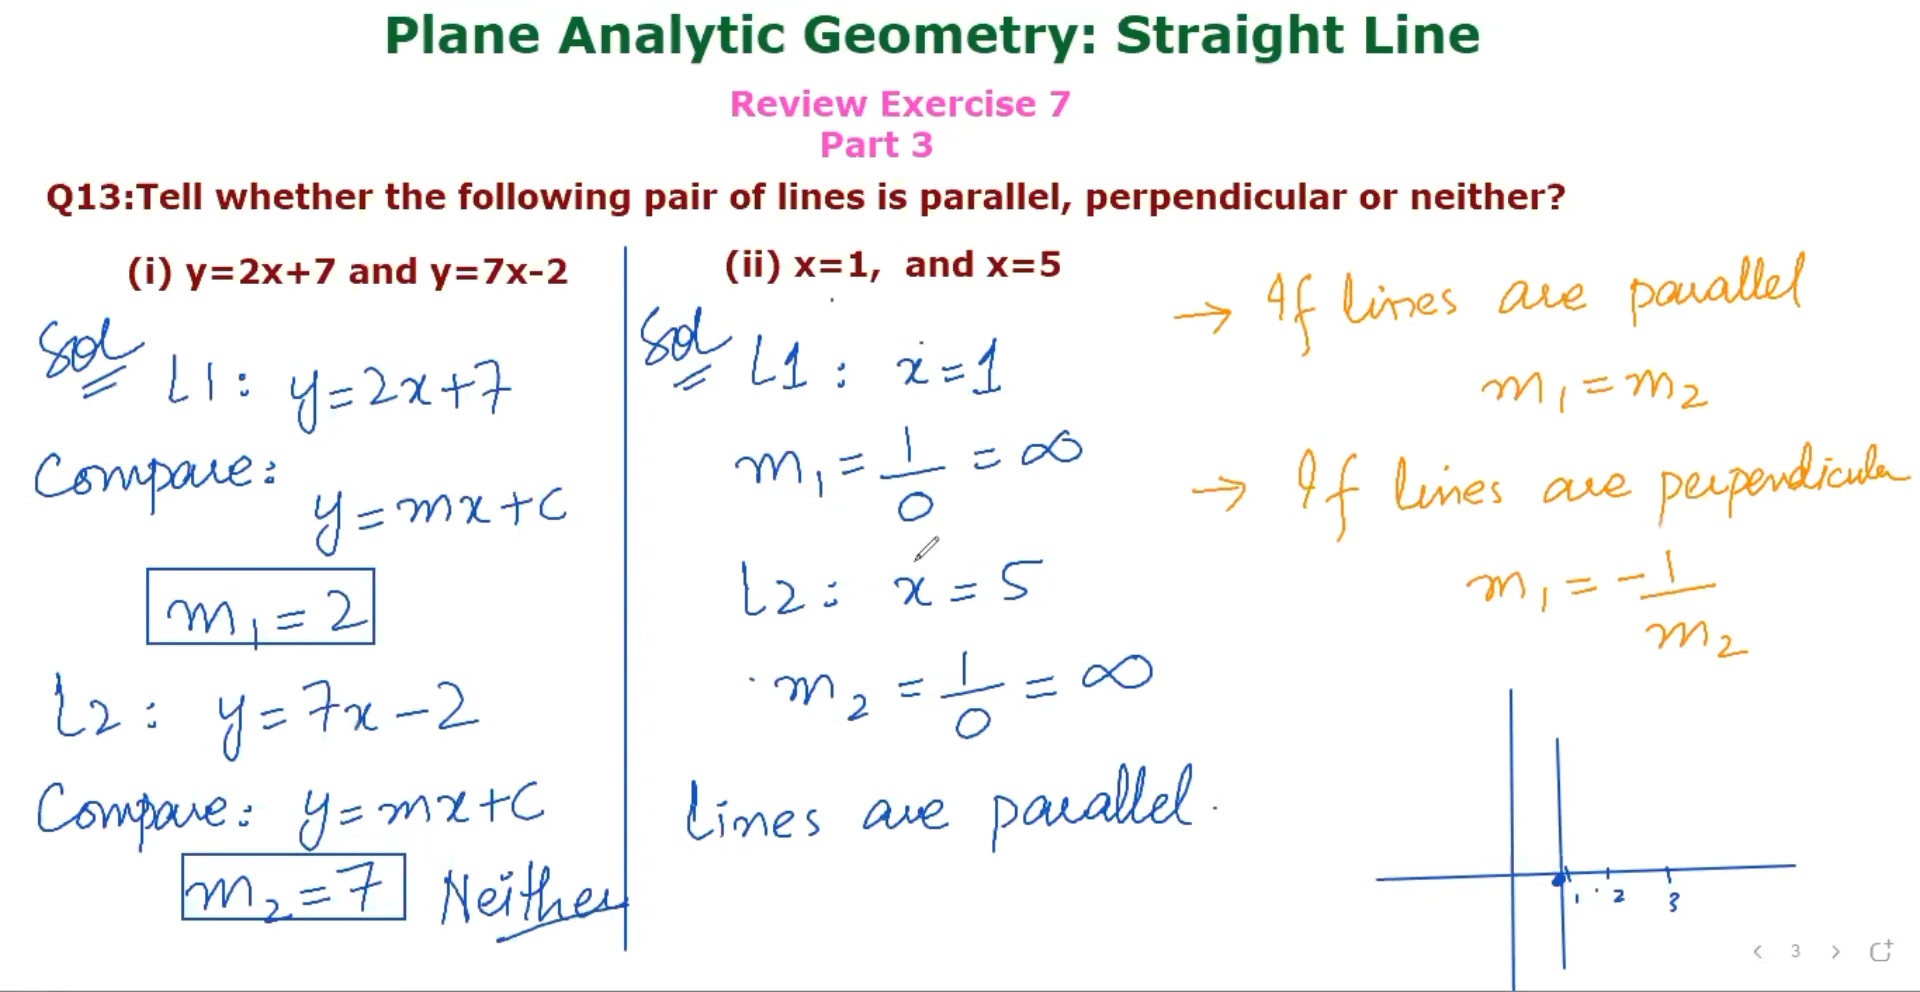 Plane Analytic Geometry: Straight Line
Review Exercise 7
Part 3
Q13:Tell whether the following pair of lines is parallel, perpendicular or neither?
(i) y=2x+7 and y=7x-2
Sol
L1: y=2x+7
Compare:
y=mx+c
m₁=2
L2: y=7x-2
Compare: y=mx+c
m₂=7 Neither
(ii) x=1, and x=5
Sol
L1: x=1
m₁=1/0=∞
L2: x=5
m₂=1/0=∞
Lines are parallel.
→ If lines are parallel
m₁=m₂
→ If lines are perpendicular
m₁=-1/m₂
1 2 3
< 3 >